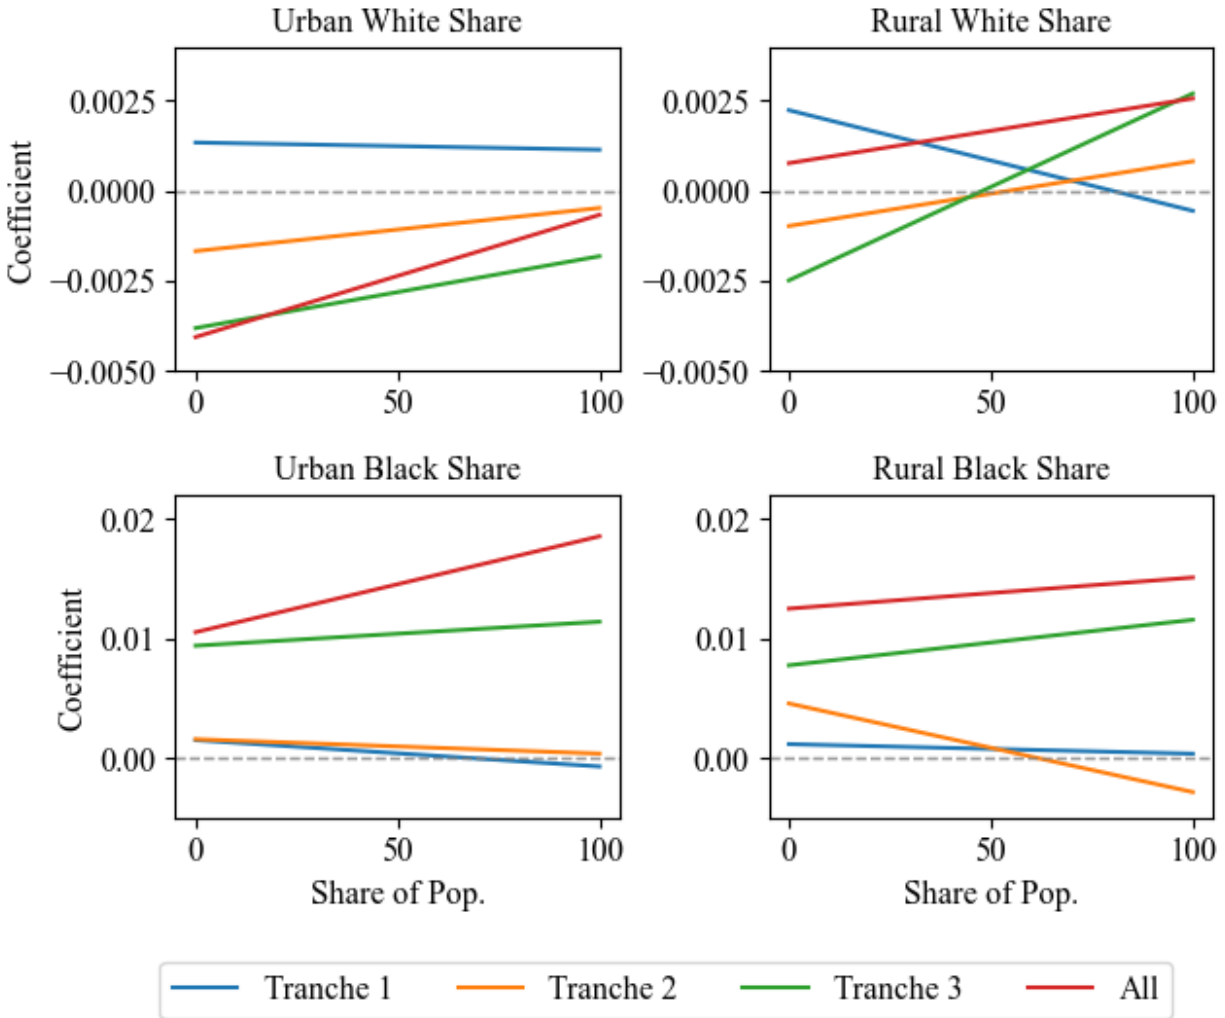 Urban White Share
Rural White Share
Coefficient
0.0025
0.0000
−0.0025
−0.0050
0 50 100
0.0025
0.0000
−0.0025
−0.0050
0 50 100
Urban Black Share
Rural Black Share
Coefficient
0.02
0.01
0.00
0 50 100
Share of Pop.
0.02
0.01
0.00
0 50 100
Share of Pop.
Tranche 1 Tranche 2 Tranche 3 All